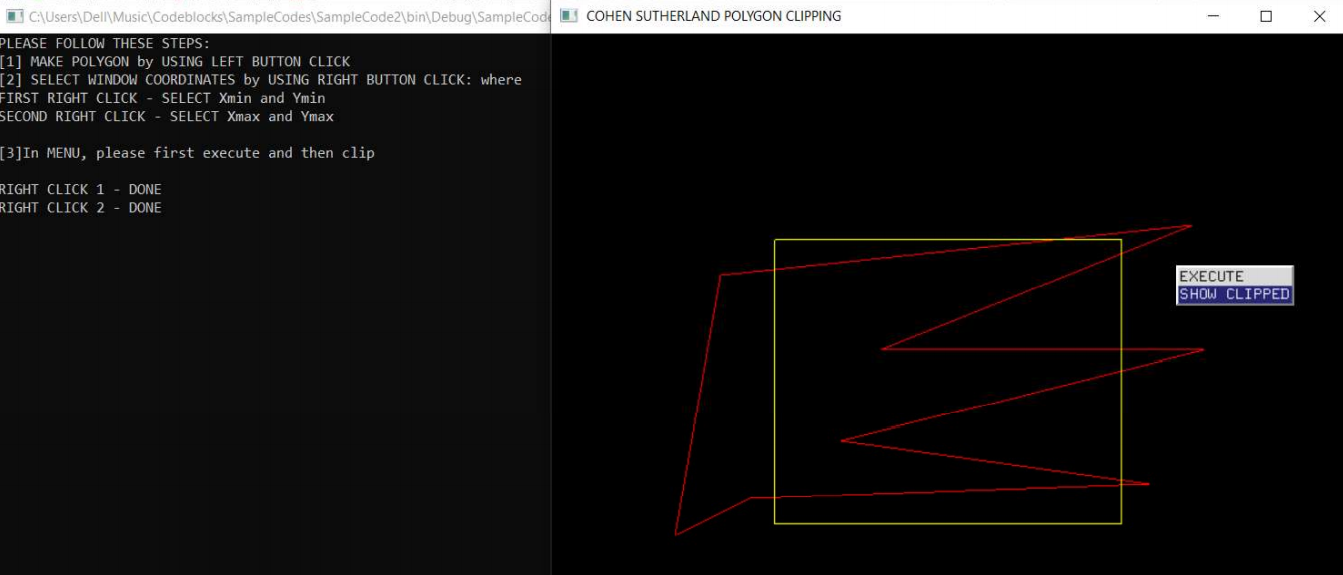 C:\Users\Dell\Music\Codeblocks\SampleCodes\SampleCode2\bin\Debug\SampleCode
PLEASE FOLLOW THESE STEPS:
[1] MAKE POLYGON by USING LEFT BUTTON CLICK
[2] SELECT WINDOW COORDINATES by USING RIGHT BUTTON CLICK: where
FIRST RIGHT CLICK - SELECT Xmin and Ymin
SECOND RIGHT CLICK - SELECT Xmax and Ymax
[3]In MENU, please first execute and then clip
RIGHT CLICK 1 - DONE
RIGHT CLICK 2 - DONE
COHEN SUTHERLAND POLYGON CLIPPING
EXECUTE
SHOW CLIPPED